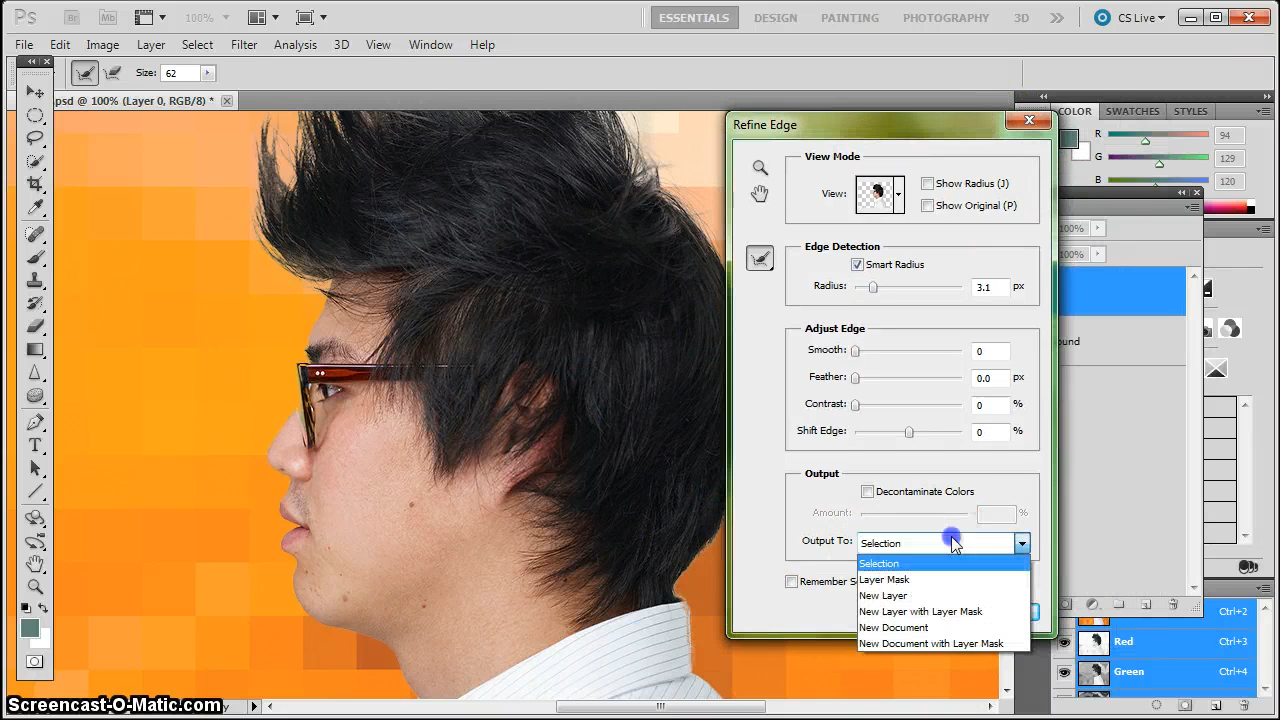 Ps Br Mb 100% ESSENTIALS DESIGN PAINTING PHOTOGRAPHY 3D CS Live
File Edit Image Layer Select Filter Analysis 3D View Window Help
Size: 62
psd @ 100% (Layer 0, RGB/8) *
COLOR SWATCHES STYLES
Refine Edge
R 94
G 129
B 120
View Mode
View:
Show Radius (J)
Show Original (P)
100%
100%
Edge Detection
Smart Radius
Radius: 3.1 px
Adjust Edge
Smooth: 0
Feather: 0.0 px
Contrast: 0 %
Shift Edge: 0 %
ound
Output
Decontaminate Colors
Amount: %
Output To: Selection
Selection
Layer Mask
New Layer
New Layer with Layer Mask
New Document
New Document with Layer Mask
Remember S
Ctrl+2
Red Ctrl+3
Green Ctrl+4
T
Screencast-O-Matic.com